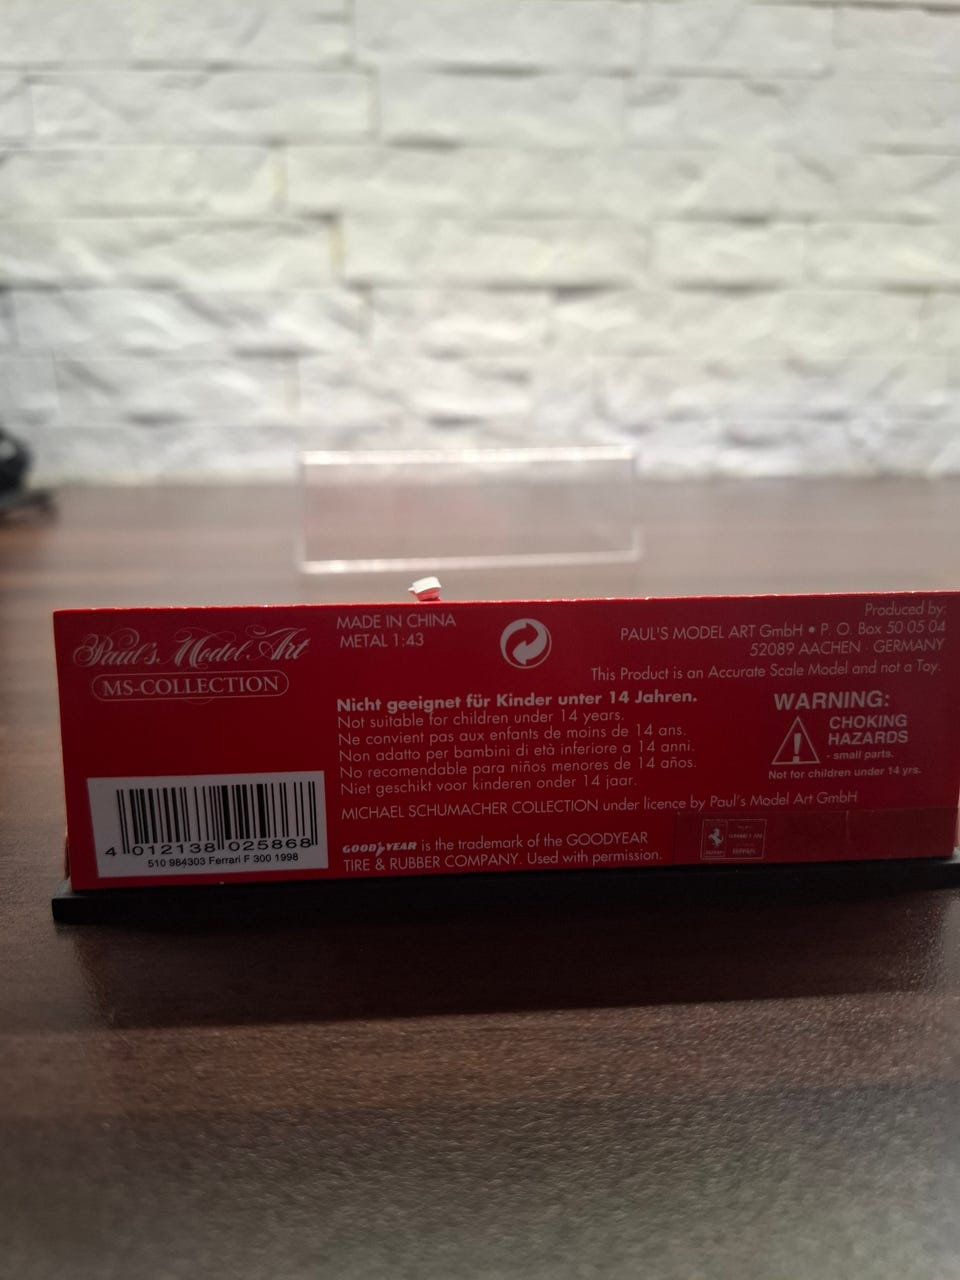 Paul's Model Art
MS-COLLECTION
MADE IN CHINA
METAL 1:43
Produced by:
PAUL'S MODEL ART GmbH • P. O. Box 50 05 04
52089 AACHEN · GERMANY
This Product is an Accurate Scale Model and not a Toy.
Nicht geeignet für Kinder unter 14 Jahren.
Not suitable for children under 14 years.
Ne convient pas aux enfants de moins de 14 ans.
Non adatto per bambini di età inferiore a 14 anni.
No recomendable para niños menores de 14 años.
Niet geschikt voor kinderen onder 14 jaar.
WARNING:
CHOKING
HAZARDS
- small parts.
Not for children under 14 yrs.
MICHAEL SCHUMACHER COLLECTION under licence by Paul's Model Art GmbH
GOODYEAR is the trademark of the GOODYEAR
TIRE & RUBBER COMPANY. Used with permission.
4 012138 025868
510 984303 Ferrari F 300 1998